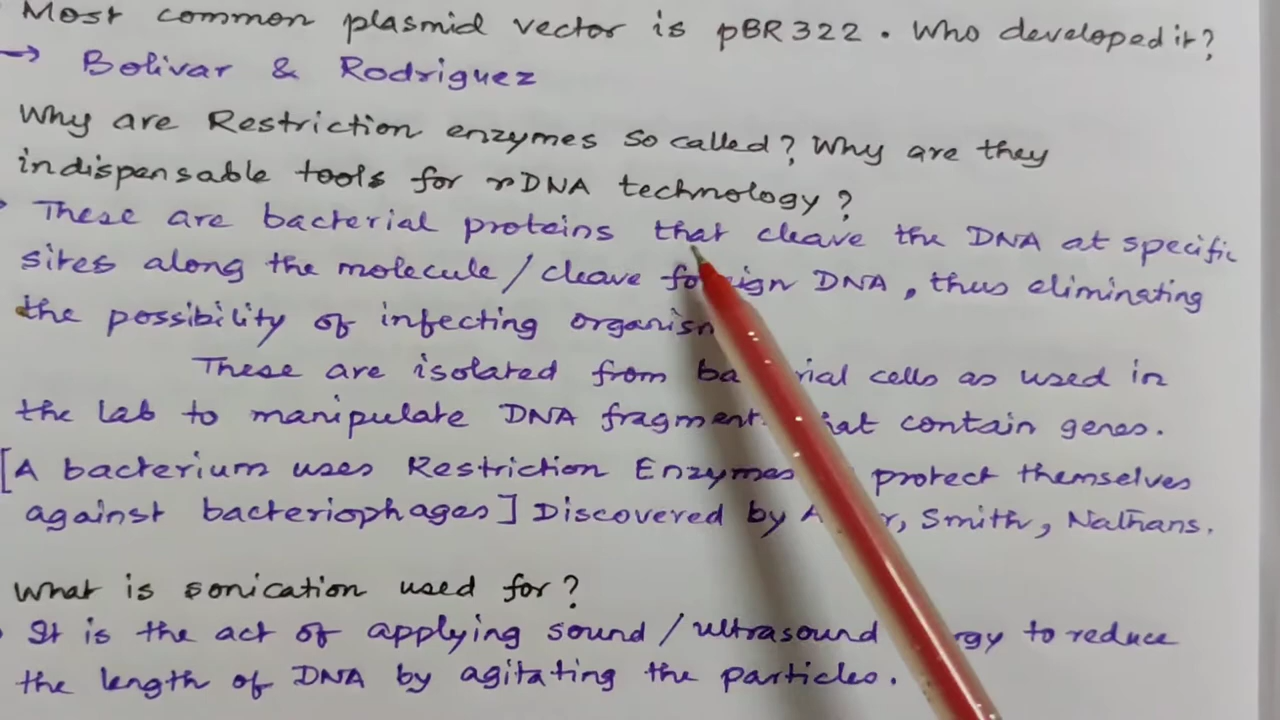 Most common plasmid vector is pBR322. Who developed it?
→ Bolivar & Rodriguez
Why are Restriction enzymes so called? Why are they
indispensable tools for rDNA technology?
These are bacterial proteins that cleave the DNA at specific
sites along the molecule / cleave foreign DNA, thus eliminating
the possibility of infecting
These are isolated from cells as used in
the lab to manipulate DNA contain genes.
[A bacterium uses Restriction Enzymes protect themselves
against bacteriophages] Discovered by Smith, Nathans.
What is sonication used for?
It is the act of applying sound / ultrasound to reduce
the length of DNA by agitating the particles.